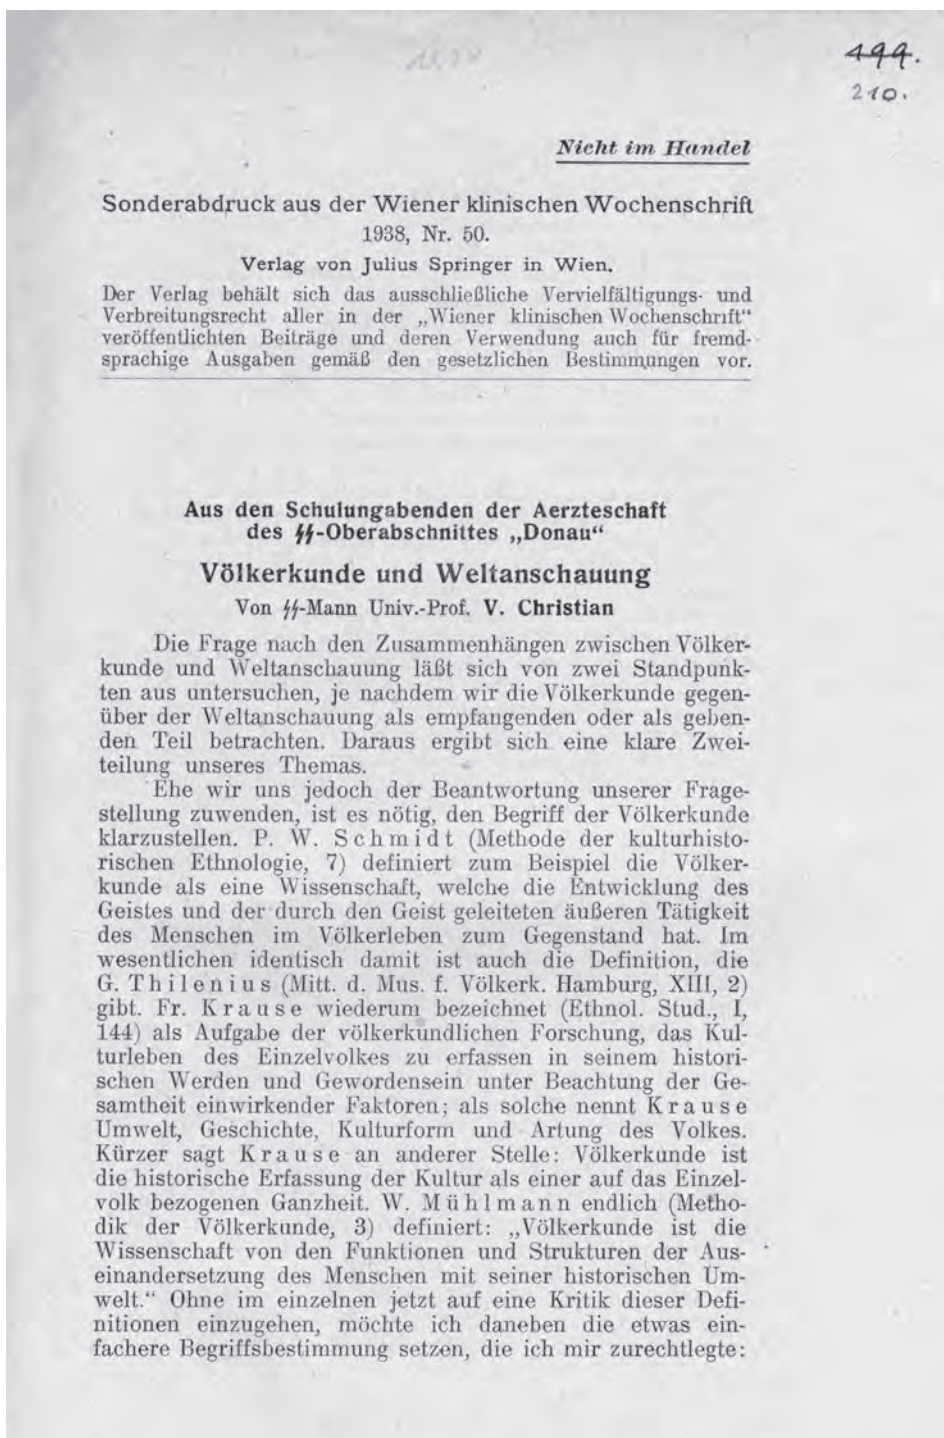 499.
210.
Nicht im Handel
Sonderabdruck aus der Wiener klinischen Wochenschrift
1938, Nr. 50.
Verlag von Julius Springer in Wien.
Der Verlag behält sich das ausschließliche Vervielfältigungs- und
Verbreitungsrecht aller in der „Wiener klinischen Wochenschrift“
veröffentlichten Beiträge und deren Verwendung auch für fremd-
sprachige Ausgaben gemäß den gesetzlichen Bestimmungen vor.
Aus den Schulungabenden der Aerzteschaft
des SS-Oberabschnittes „Donau“
Völkerkunde und Weltanschauung
Von SS-Mann Univ.-Prof. V. Christian
Die Frage nach den Zusammenhängen zwischen Völker-
kunde und Weltanschauung läßt sich von zwei Standpunk-
ten aus untersuchen, je nachdem wir die Völkerkunde gegen-
über der Weltanschauung als empfangenden oder als geben-
den Teil betrachten. Daraus ergibt sich eine klare Zwei-
teilung unseres Themas.
Ehe wir uns jedoch der Beantwortung unserer Frage-
stellung zuwenden, ist es nötig, den Begriff der Völkerkunde
klarzustellen. P. W. Schmidt (Methode der kulturhisto-
rischen Ethnologie, 7) definiert zum Beispiel die Völker-
kunde als eine Wissenschaft, welche die Entwicklung des
Geistes und der durch den Geist geleiteten äußeren Tätigkeit
des Menschen im Völkerleben zum Gegenstand hat. Im
wesentlichen identisch damit ist auch die Definition, die
G. Thilenius (Mitt. d. Mus. f. Völkerk. Hamburg, XIII, 2)
gibt. Fr. Krause wiederum bezeichnet (Ethnol. Stud., I,
144) als Aufgabe der völkerkundlichen Forschung, das Kul-
turleben des Einzelvolkes zu erfassen in seinem histori-
schen Werden und Gewordensein unter Beachtung der Ge-
samtheit einwirkender Faktoren; als solche nennt Krause
Umwelt, Geschichte, Kulturform und Artung des Volkes.
Kürzer sagt Krause an anderer Stelle: Völkerkunde ist
die historische Erfassung der Kultur als einer auf das Einzel-
volk bezogenen Ganzheit. W. Mühlmann endlich (Metho-
dik der Völkerkunde, 3) definiert: „Völkerkunde ist die
Wissenschaft von den Funktionen und Strukturen der Aus-
einandersetzung des Menschen mit seiner historischen Um-
welt.“ Ohne im einzelnen jetzt auf eine Kritik dieser Defi-
nitionen einzugehen, möchte ich daneben die etwas ein-
fachere Begriffsbestimmung setzen, die ich mir zurechtlegte: